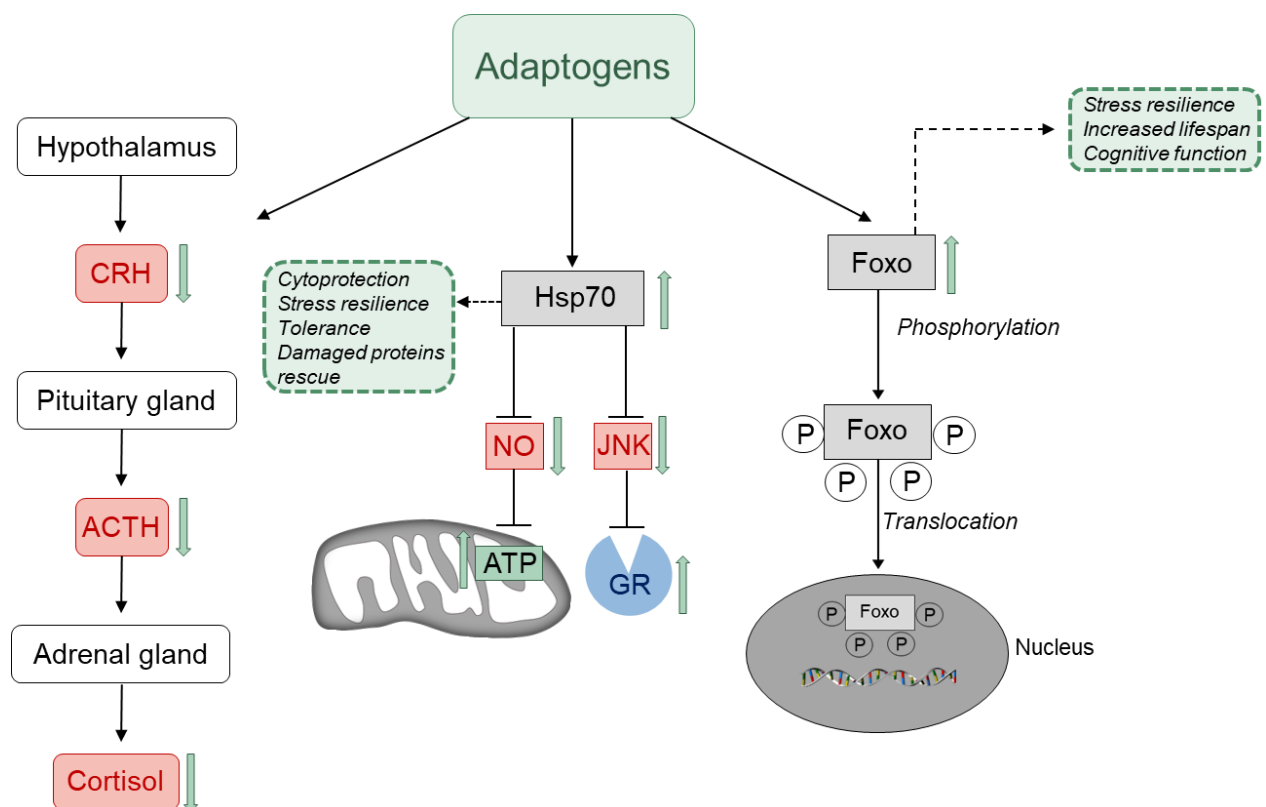 Adaptogens
Hypothalamus
CRH
Pituitary gland
ACTH
Adrenal gland
Cortisol
Cytoprotection
Stress resilience
Tolerance
Damaged proteins
rescue
Hsp70
NO
JNK
ATP
GR
Stress resilience
Increased lifespan
Cognitive function
Foxo
Phosphorylation
P
Foxo
P
P
P
Translocation
P
Foxo
P
P
P
Nucleus